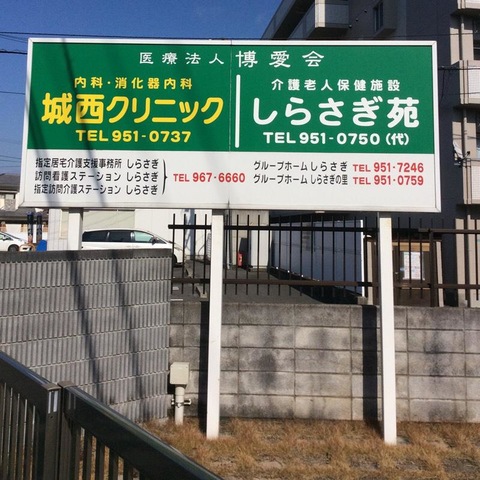 医療法人 博愛会
内科・消化器内科
城西クリニック
TEL951-0737
介護老人保健施設
しらさぎ苑
TEL 951-0750(代)
指定居宅介護支援事務所 しらさぎ
訪問看護ステーション しらさぎ
指定訪問介護ステーション しらさぎ
TEL 967-6660
グループホーム しらさぎ TEL 951-7246
グループホーム しらさぎの里 TEL 951-0759